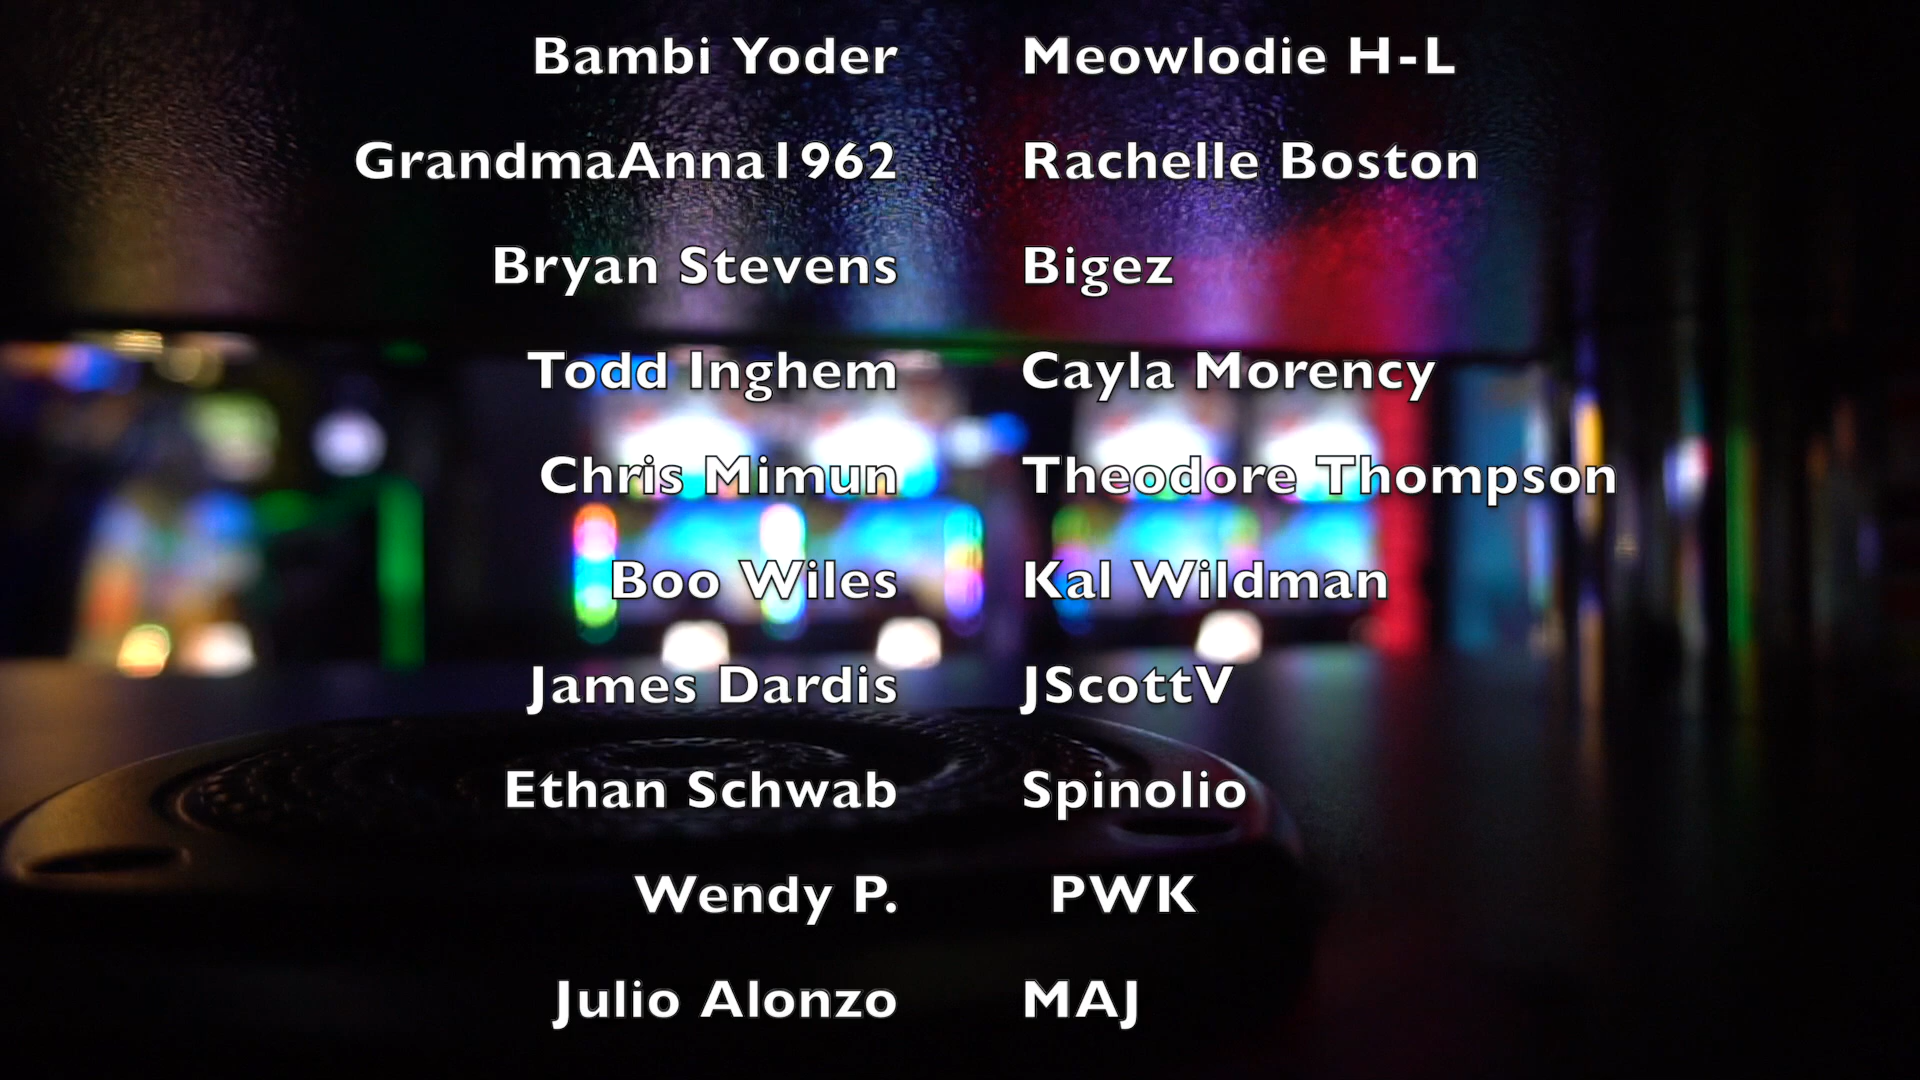 Bambi Yoder Meowlodie H-L
GrandmaAnna1962 Rachelle Boston
Bryan Stevens Bigez
Todd Inghem Cayla Morency
Chris Mimun Theodore Thompson
Boo Wiles Kal Wildman
James Dardis JScottV
Ethan Schwab Spinolio
Wendy P. PWK
Julio Alonzo MAJ